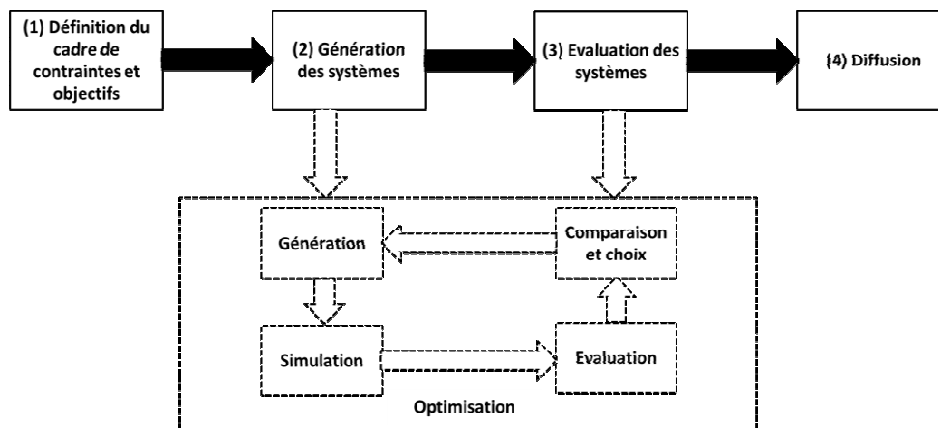 (1) Définition du
cadre de
contraintes et
objectifs
(2) Génération
des systèmes
(3) Evaluation des
systèmes
(4) Diffusion
Génération
Comparaison
et choix
Simulation
Evaluation
Optimisation